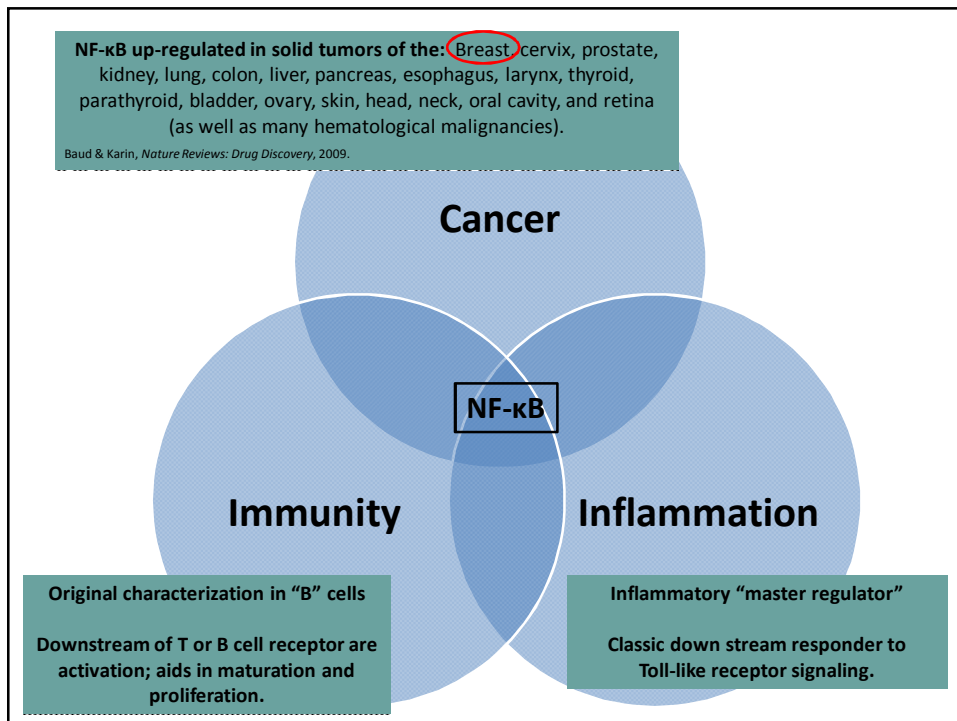 NF-κB up-regulated in solid tumors of the: Breast, cervix, prostate,
kidney, lung, colon, liver, pancreas, esophagus, larynx, thyroid,
parathyroid, bladder, ovary, skin, head, neck, oral cavity, and retina
(as well as many hematological malignancies).
Baud & Karin, Nature Reviews: Drug Discovery, 2009.
Cancer
NF-κB
Immunity
Inflammation
Original characterization in “B” cells
Downstream of T or B cell receptor are
activation; aids in maturation and
proliferation.
Inflammatory “master regulator”
Classic down stream responder to
Toll-like receptor signaling.